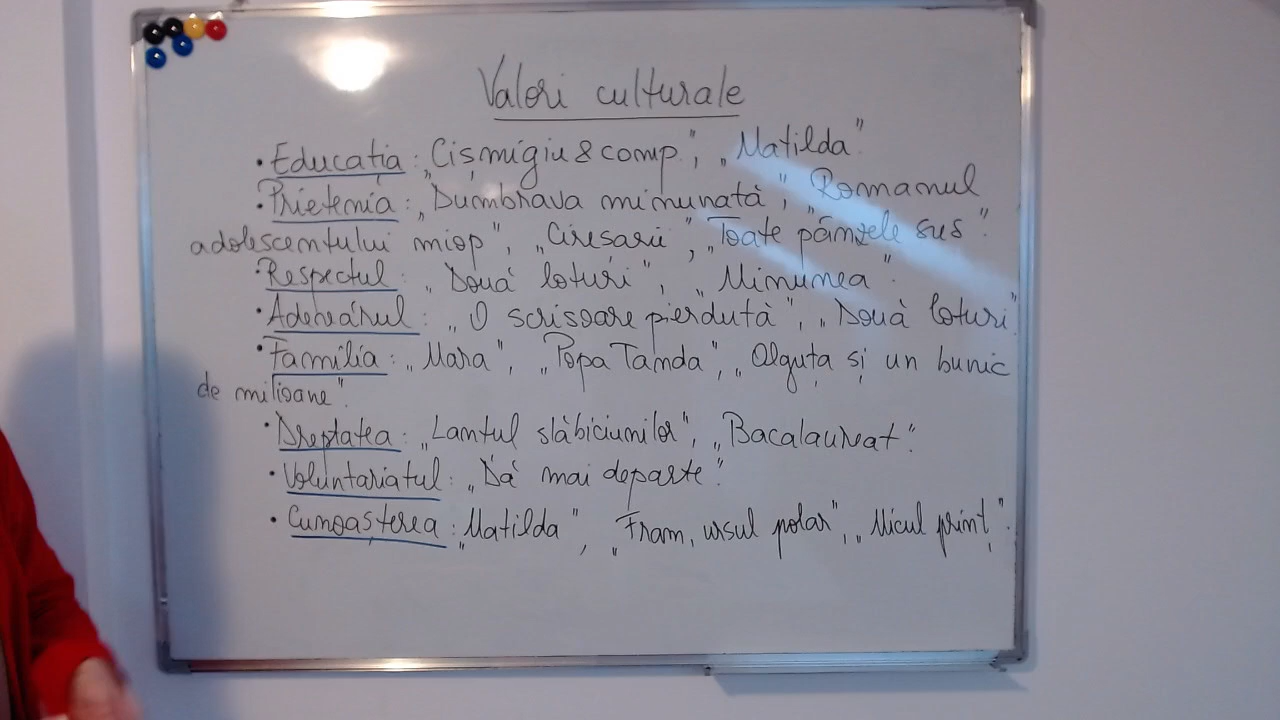 Valori culturale
• Educația: „Cișmigiu & comp.”, „Matilda”.
• Prietenia: „Dumbrava minunată”, „Romanul
adolescentului miop”, „Cireșarii”, „Toate pânzele sus”.
• Respectul: „Două loturi”, „Minunea”.
• Adevărul: „O scrisoare pierdută”, „Două loturi”
• Familia: „Mara”, „Popa Tanda”, „Olguța și un bunic
de milioane”.
• Dreptatea: „Lanțul slăbiciunilor”, „Bacalaureat”.
• Voluntariatul: „Dă mai departe”.
• Cunoașterea: „Matilda”, „Fram, ursul polar”, „Micul prinț”.